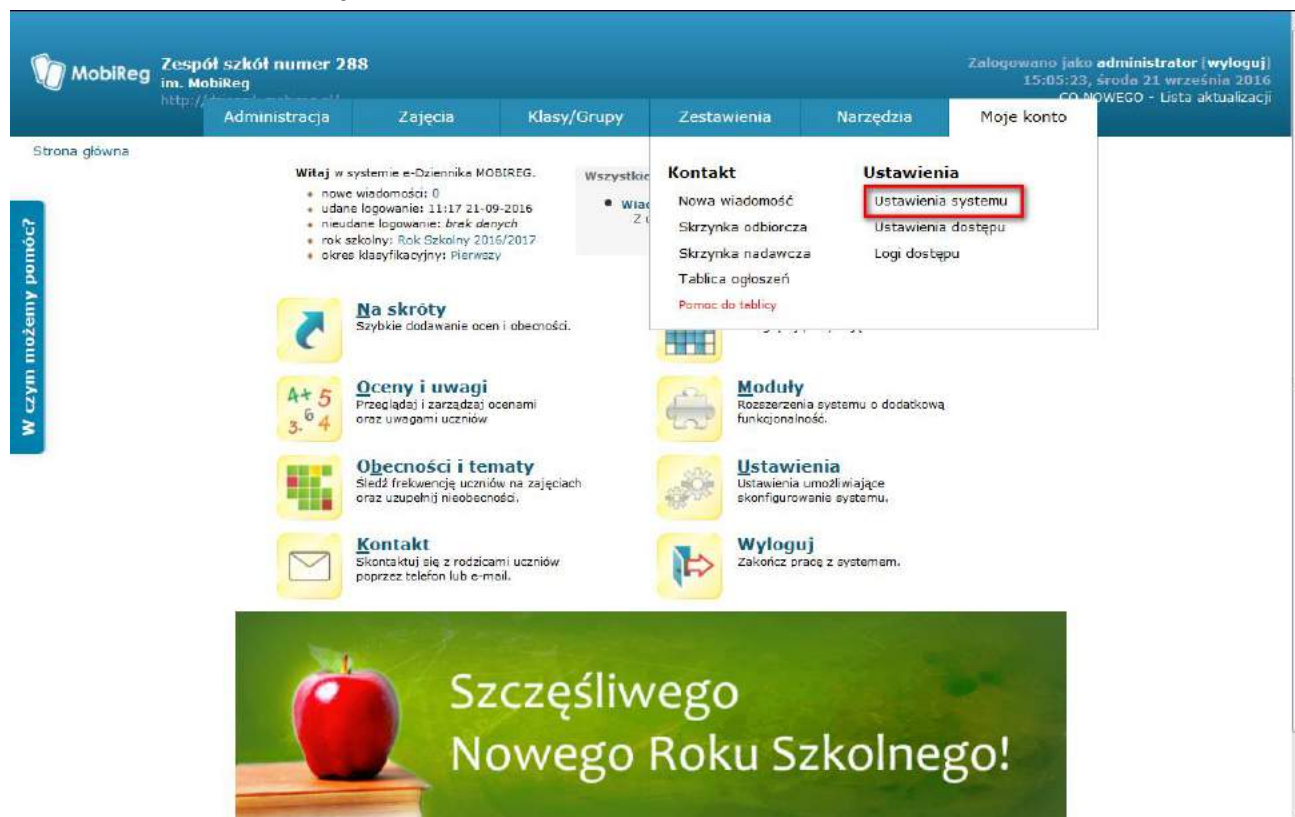 MobiReg
Zespół szkół numer 288
im. MobiReg
Zalogowano jako administrator [wyloguj]
15:05:23, środa 21 września 2016
CO NOWEGO - Lista aktualizacji
Administracja Zajęcia Klasy/Grupy Zestawienia Narzędzia Moje konto
Strona główna
W czym możemy pomóc?
Witaj w systemie e-Dziennika MOBIREG.
nowe wiadomości: 0
udane logowanie: 11:17 21-09-2016
nieudane logowanie: brak danych
rok szkolny: Rok Szkolny 2016/2017
okres klasyfikacyjny: Pierwszy
Kontakt
Nowa wiadomość
Skrzynka odbiorcza
Skrzynka nadawcza
Tablica ogłoszeń
Pomoc do tablicy
Ustawienia
Ustawienia systemu
Ustawienia dostępu
Logi dostępu
Na skróty
Szybkie dodawanie ocen i obecności.
Oceny i uwagi
Przeglądaj i zarządzaj ocenami
oraz uwagami uczniów
Moduły
Rozszerzenia systemu o dodatkową
funkcjonalność.
Obecności i tematy
Śledź frekwencję uczniów na zajęciach
oraz uzupełnij nieobecności.
Ustawienia
Ustawienia umożliwiające
skonfigurowanie systemu.
Kontakt
Skontaktuj się z rodzicami uczniów
poprzez telefon lub e-mail.
Wyloguj
Zakończ pracę z systemem.
Szczęśliwego
Nowego Roku Szkolnego!